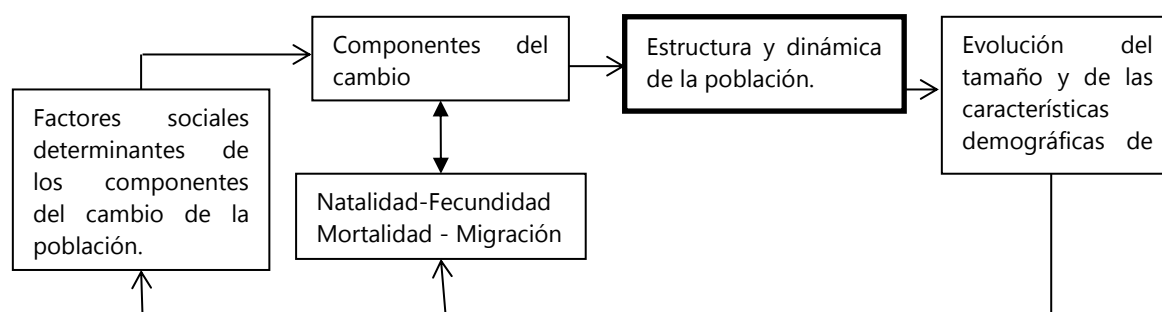 Factores sociales
determinantes de
los componentes
del cambio de la
población.
Componentes del
cambio
Natalidad-Fecundidad
Mortalidad - Migración
Estructura y dinámica
de la población.
Evolución del
tamaño y de las
características
demográficas de